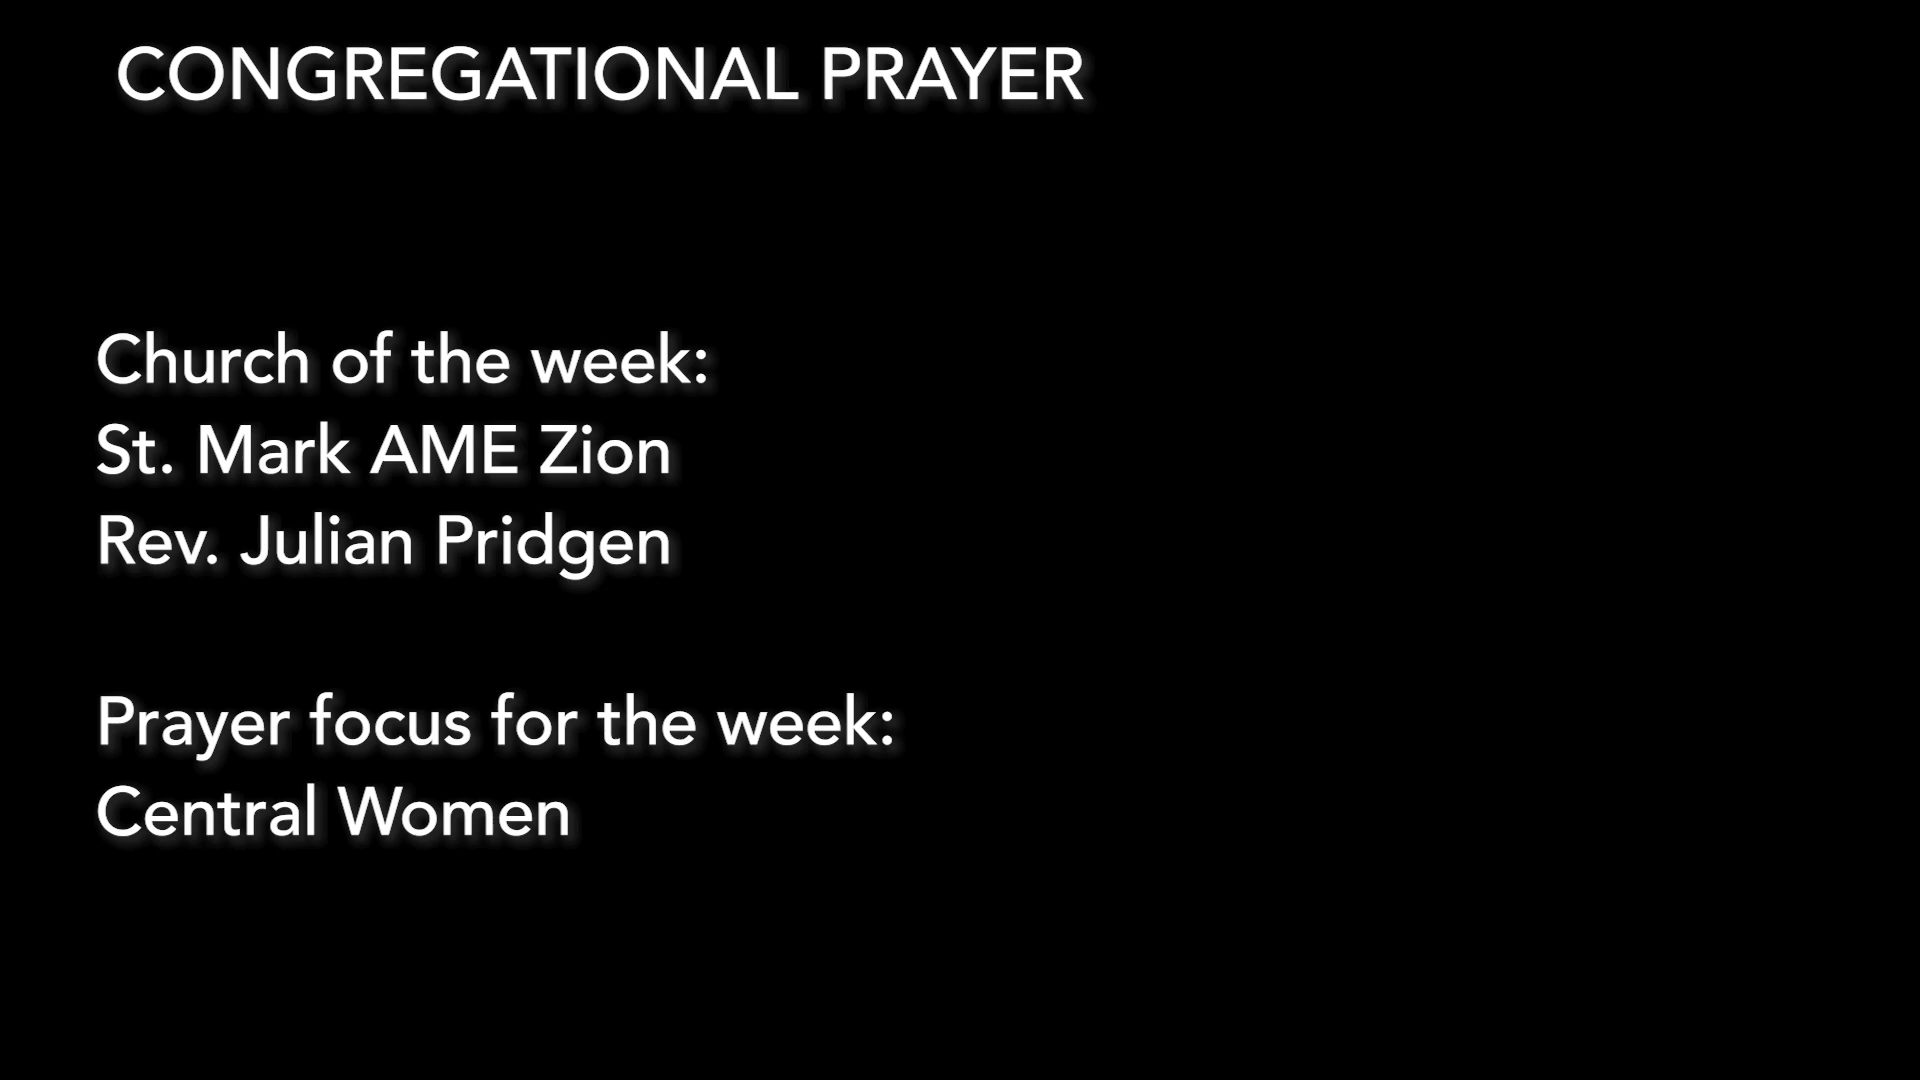 CONGREGATIONAL PRAYER
Church of the week:
St. Mark AME Zion
Rev. Julian Pridgen
Prayer focus for the week:
Central Women